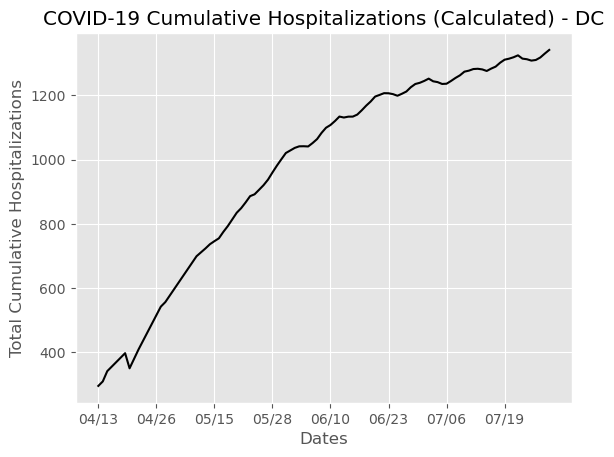 COVID-19 Cumulative Hospitalizations (Calculated) - DC
Total Cumulative Hospitalizations
1200
1000
800
600
400
04/13 04/26 05/15 05/28 06/10 06/23 07/06 07/19
Dates